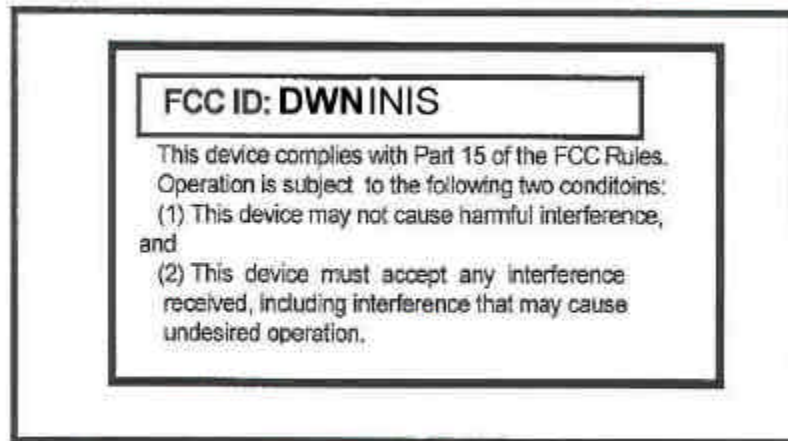 FCC ID: DWNINIS
This device complies with Part 15 of the FCC Rules.
Operation is subject to the following two conditoins:
(1) This device may not cause harmful interference,
and
(2) This device must accept any interference
received, including interference that may cause
undesired operation.